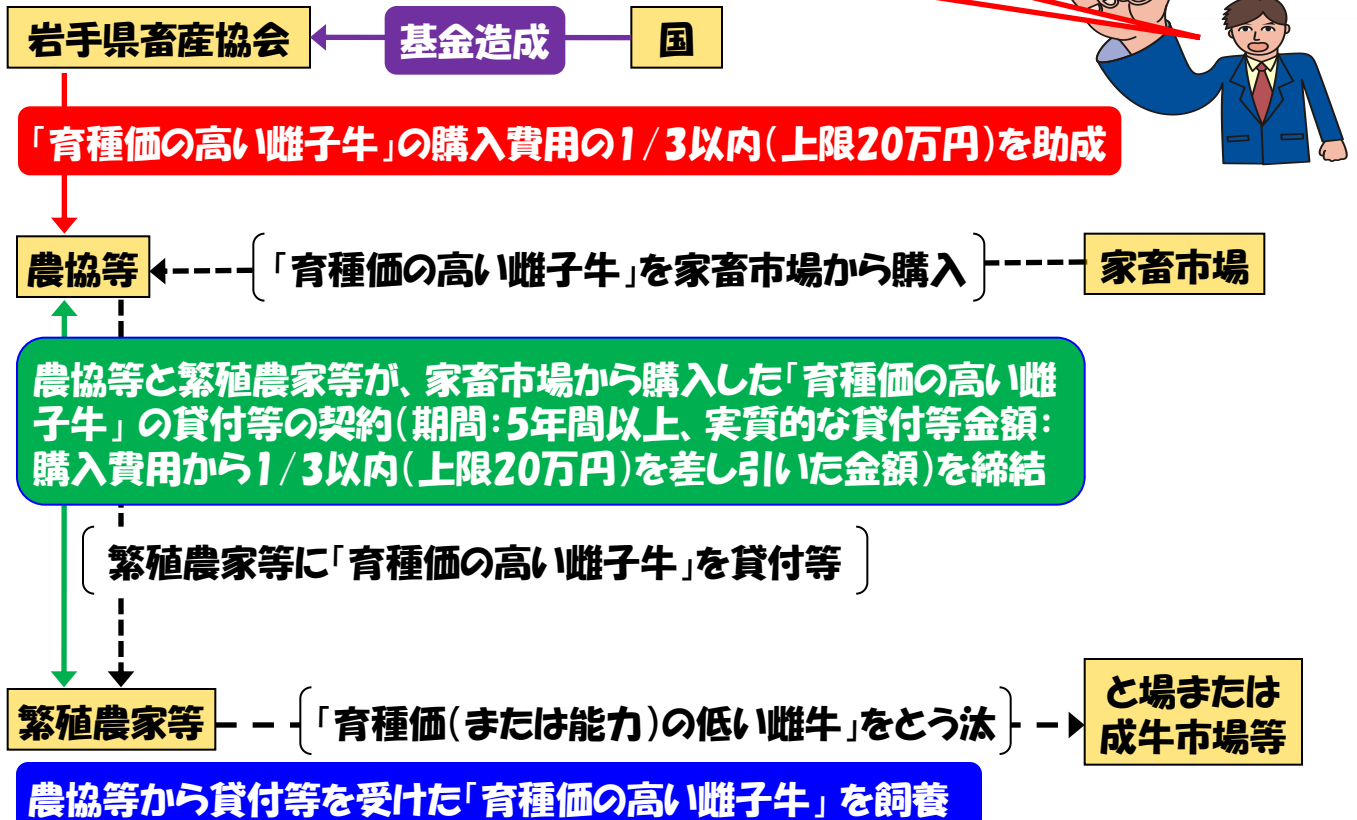 岩手県畜産協会
基金造成
国
「育種価の高い雌子牛」の購入費用の1/3以内(上限20万円)を助成
農協等
「育種価の高い雌子牛」を家畜市場から購入
家畜市場
農協等と繁殖農家等が、家畜市場から購入した「育種価の高い雌
子牛」の貸付等の契約(期間:5年間以上、実質的な貸付等金額:
購入費用から1/3以内(上限20万円)を差し引いた金額)を締結
繁殖農家等に「育種価の高い雌子牛」を貸付等
繁殖農家等
「育種価(または能力)の低い雌牛」をとう汰
と場または
成牛市場等
農協等から貸付等を受けた「育種価の高い雌子牛」を飼養